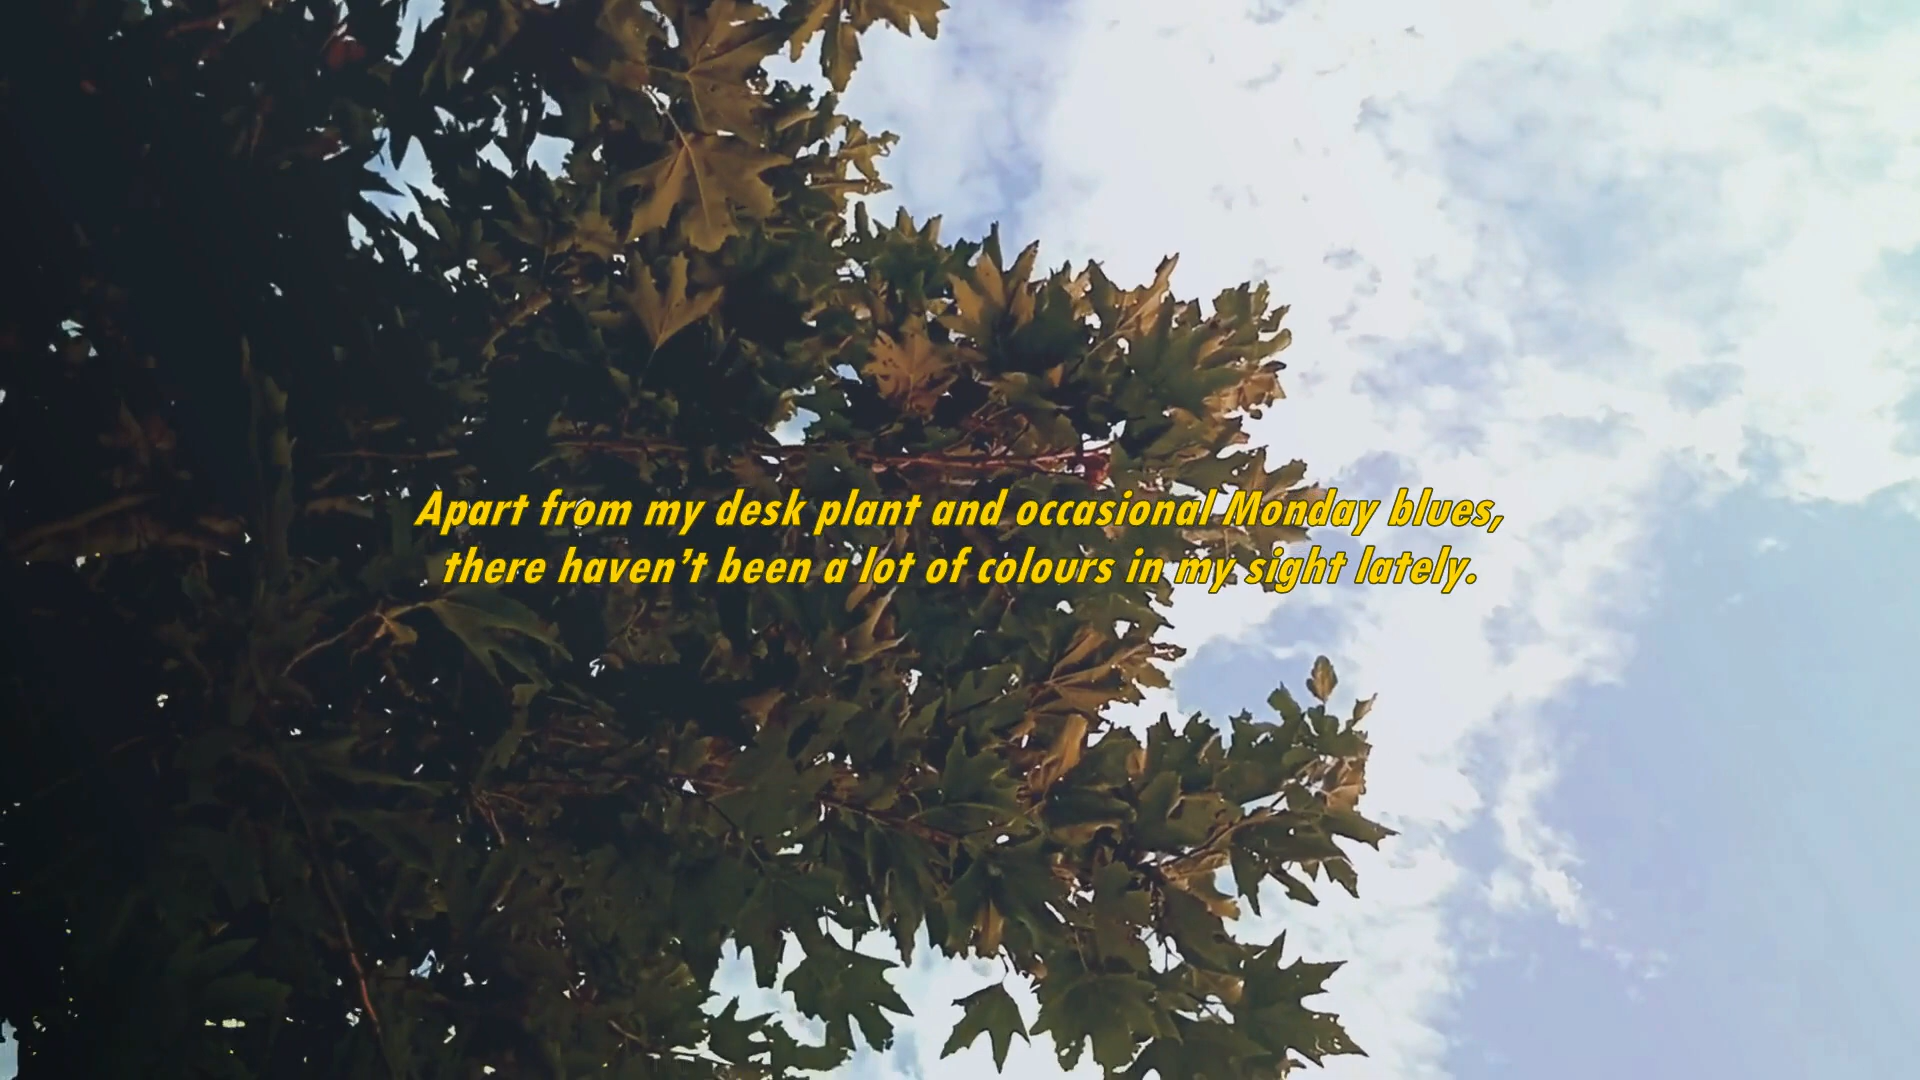 Apart from my desk plant and occasional Monday blues,
there haven’t been a lot of colours in my sight lately.